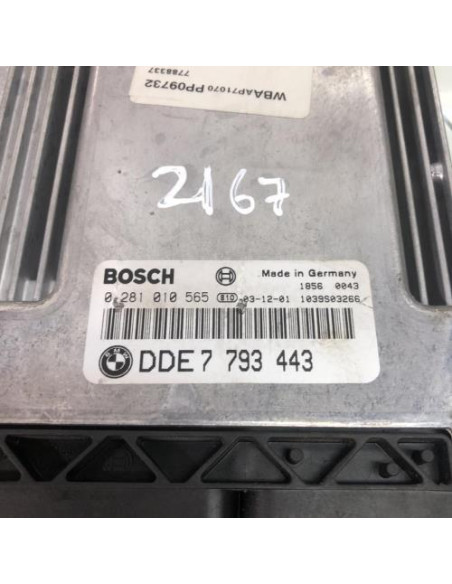 WBAAP71070 PP09732
7788337
2167
BOSCH
Made in Germany
1856 0043
0 281 010 565 E10 03-12-01 1039S03266
DDE 7 793 443